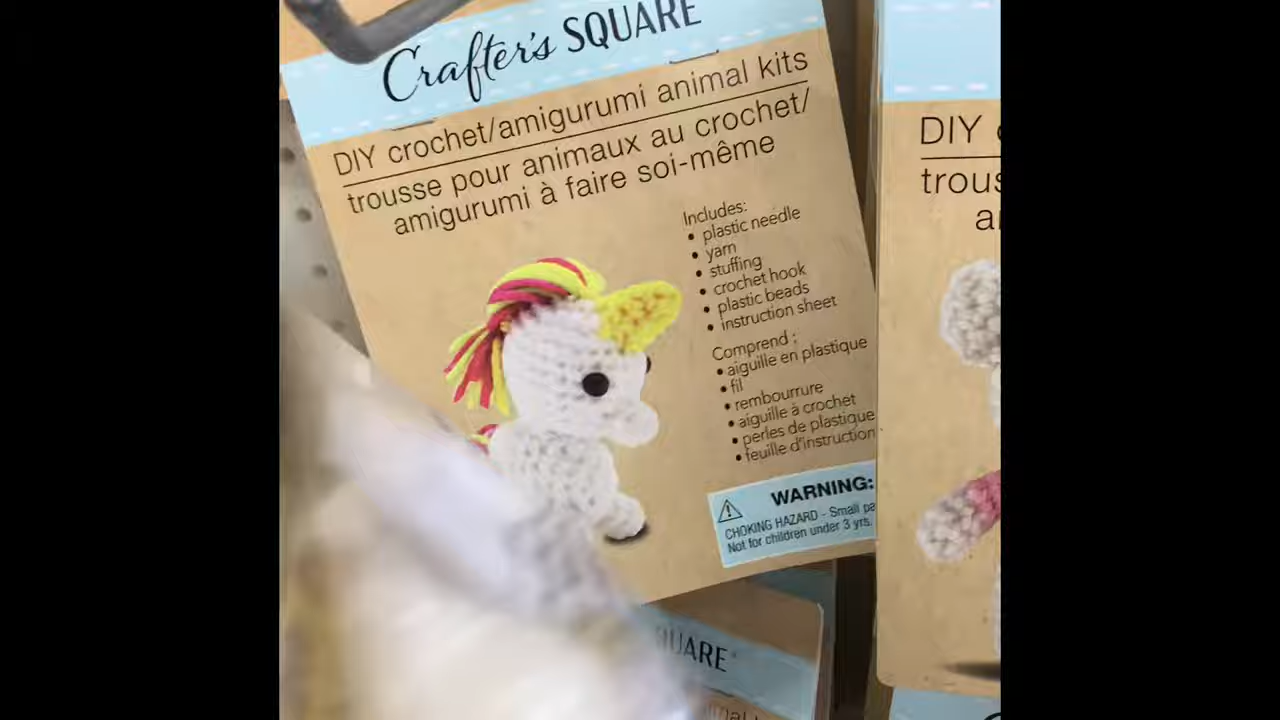 Crafter's SQUARE
DIY crochet/amigurumi animal kits
trousse pour animaux au crochet/
amigurumi à faire soi-même
Includes:
• plastic needle
• yarn
• stuffing
• crochet hook
• plastic beads
• instruction sheet
Comprend :
• aiguille en plastique
• fil
• rembourrure
• aiguille à crochet
• perles de plastique
• feuille d'instruction
WARNING:
CHOKING HAZARD - Small pa
Not for children under 3 yrs.
DIY
trous
a
UARE